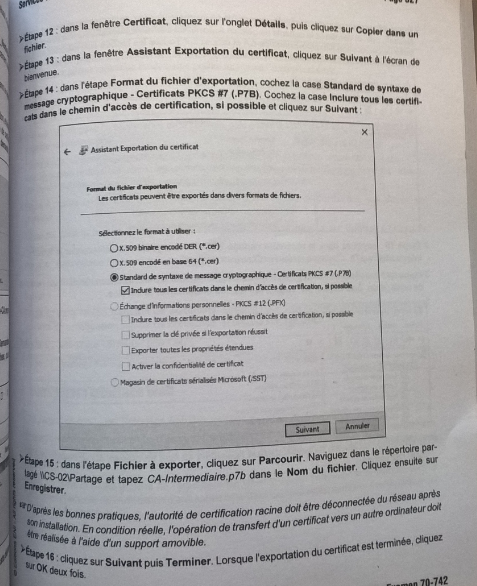 Étape 12 : dans la fenêtre Certificat, cliquez sur l'onglet Détails, puis cliquez sur Copier dans un
fichier.
Étape 13 : dans la fenêtre Assistant Exportation du certificat, cliquez sur Suivant à l'écran de
bienvenue.
Étape 14 : dans l'étape Format du fichier d'exportation, cochez la case Standard de syntaxe de
message cryptographique - Certificats PKCS #7 (.P7B). Cochez la case Inclure tous les certifi-
cats dans le chemin d'accès de certification, si possible et cliquez sur Suivant :
Assistant Exportation du certificat
Format du fichier d'exportation
Les certificats peuvent être exportés dans divers formats de fichiers.
Sélectionnez le format à utiliser :
X.509 binaire encodé DER (*.cer)
X.509 encodé en base 64 (*.cer)
Standard de syntaxe de message cryptographique - Certificats PKCS #7 (.P7B)
Inclure tous les certificats dans le chemin d'accès de certification, si possible
Échange d'informations personnelles - PKCS #12 (.PFX)
Inclure tous les certificats dans le chemin d'accès de certification, si possible
Supprimer la clé privée si l'exportation réussit
Exporter toutes les propriétés étendues
Activer la confidentialité de certificat
Magasin de certificats sérialisés Microsoft (.SST)
Suivant Annuler
Étape 15 : dans l'étape Fichier à exporter, cliquez sur Parcourir. Naviguez dans le répertoire par-
tagé \\CS-02\Partage et tapez CA-Intermediaire.p7b dans le Nom du fichier. Cliquez ensuite sur
Enregistrer.
D'après les bonnes pratiques, l'autorité de certification racine doit être déconnectée du réseau après
son installation. En condition réelle, l'opération de transfert d'un certificat vers un autre ordinateur doit
être réalisée à l'aide d'un support amovible.
Étape 16 : cliquez sur Suivant puis Terminer. Lorsque l'exportation du certificat est terminée, cliquez
sur OK deux fois.
70-742